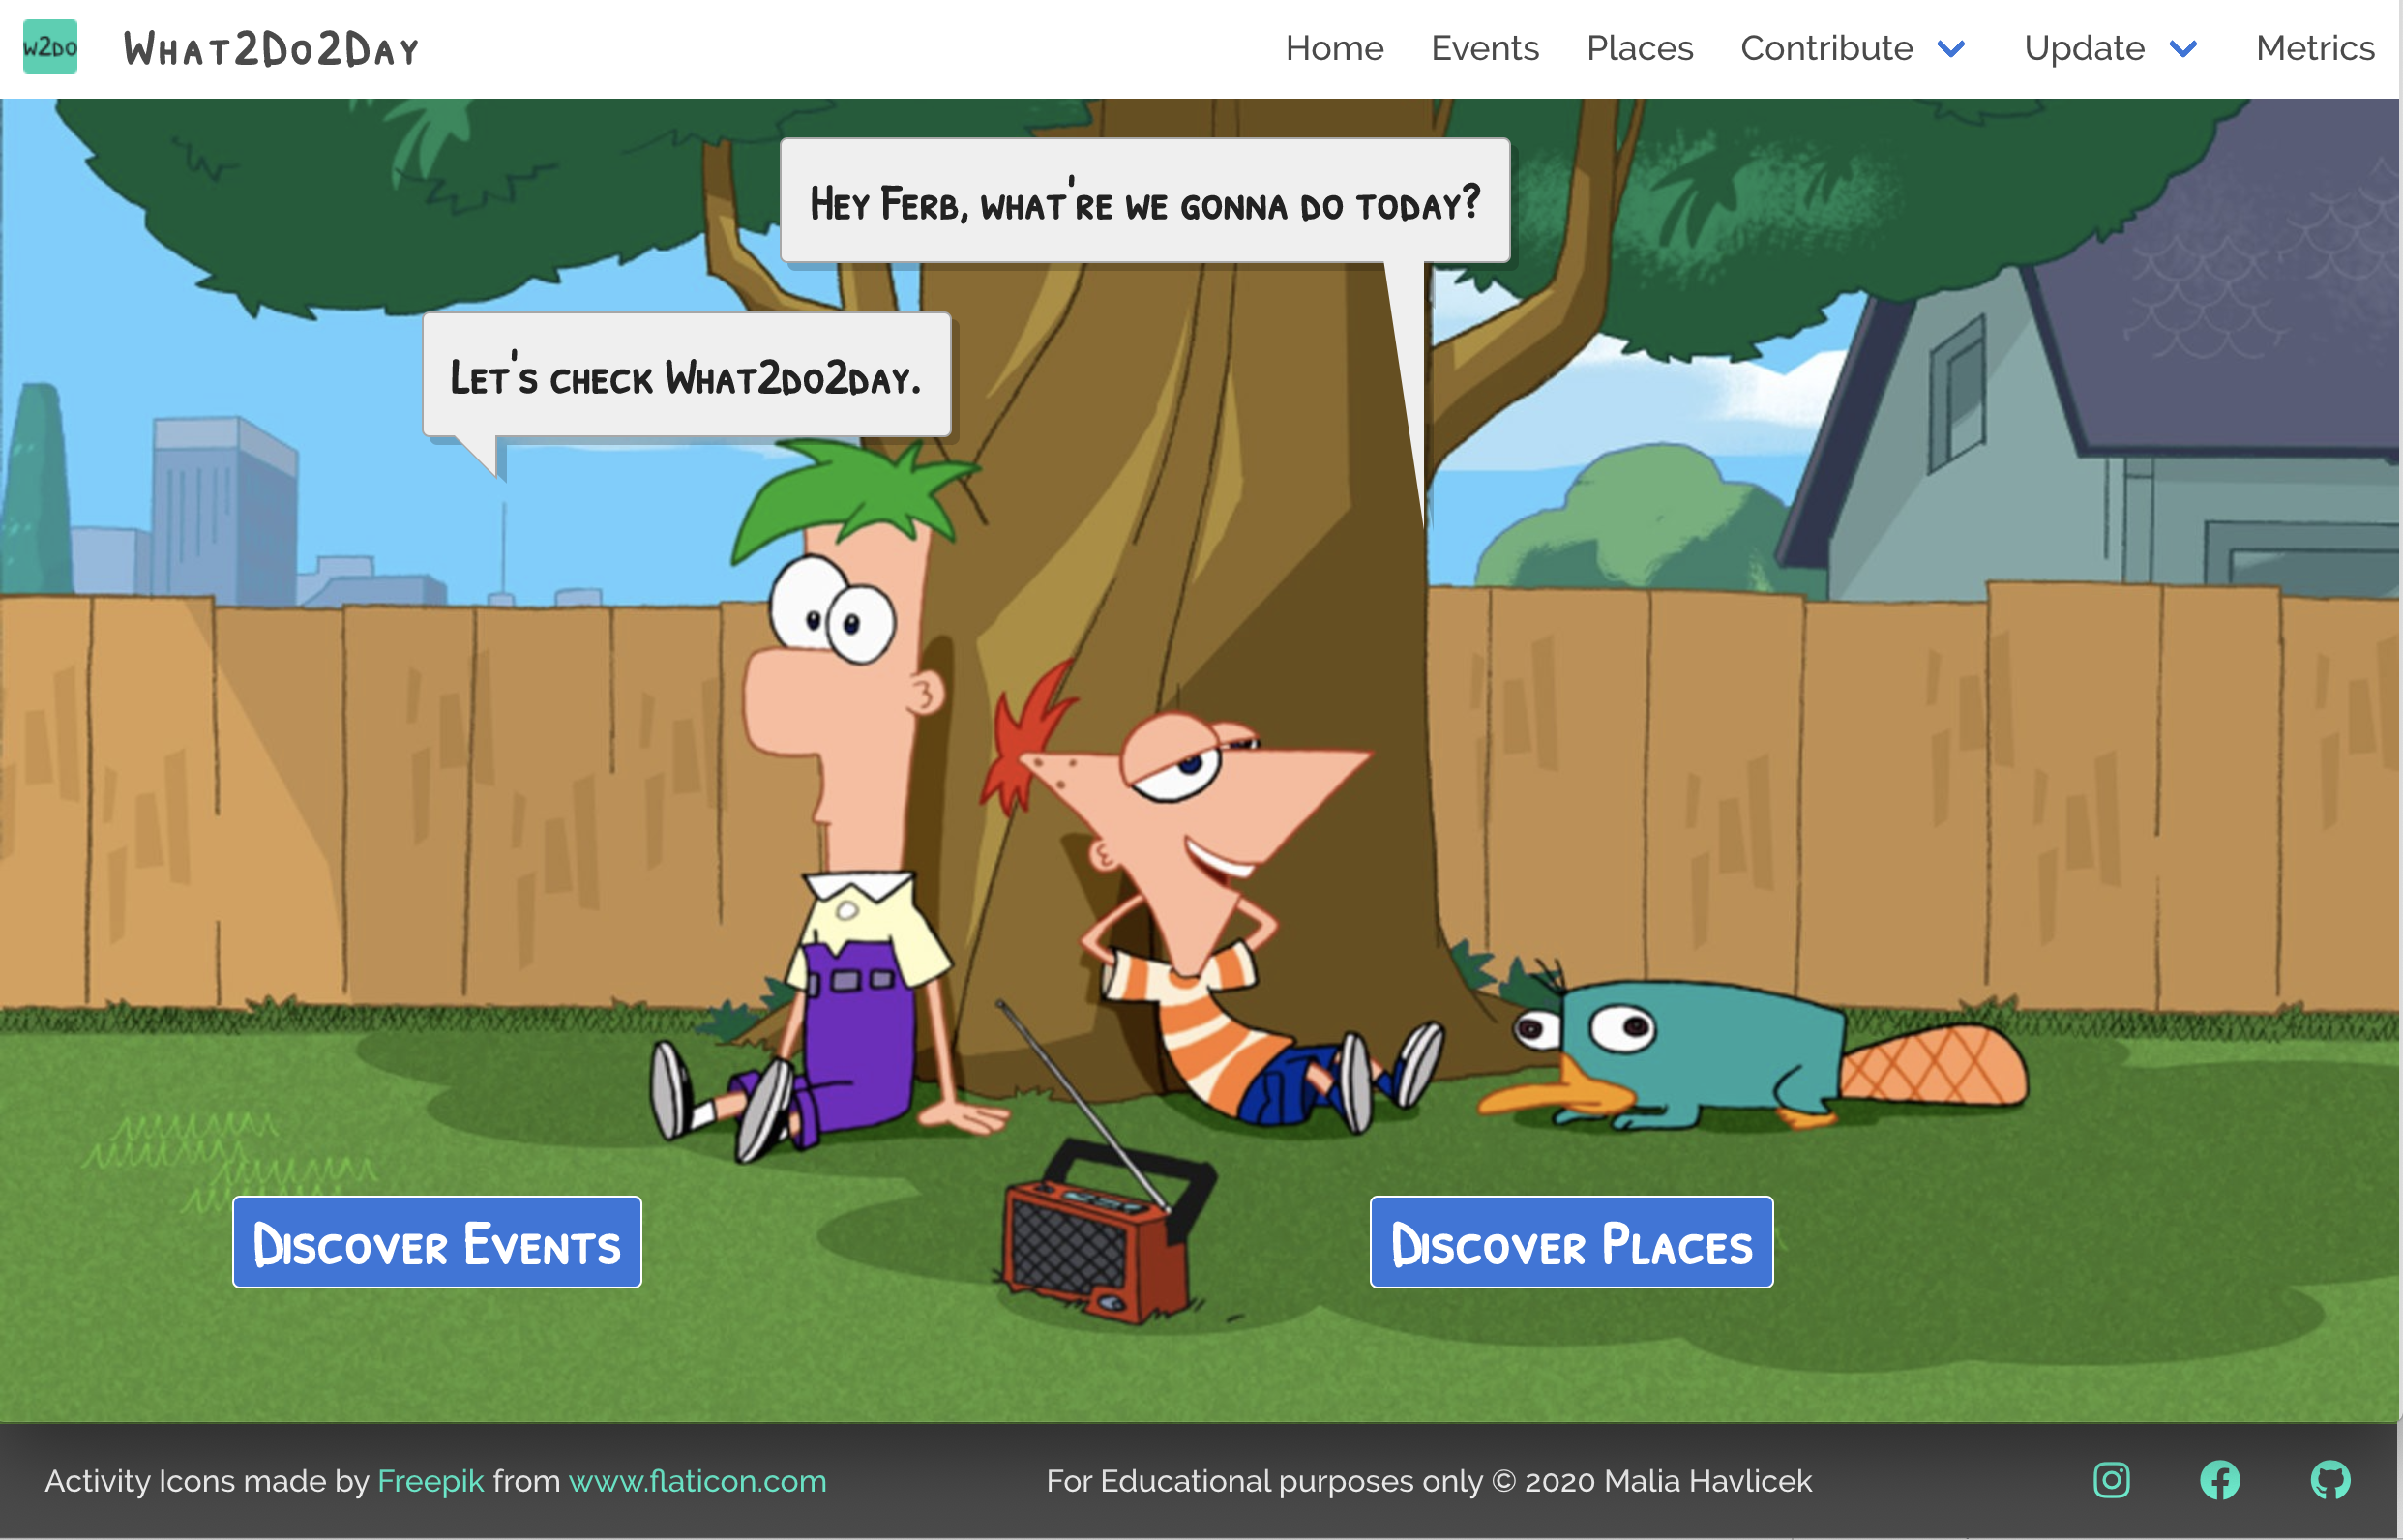 W2DO What2Do2Day Home Events Places Contribute Update Metrics
Hey Ferb, what're we gonna do today?
Let's check What2do2day.
Discover Events Discover Places
Activity Icons made by Freepik from www.flaticon.com For Educational purposes only © 2020 Malia Havlicek